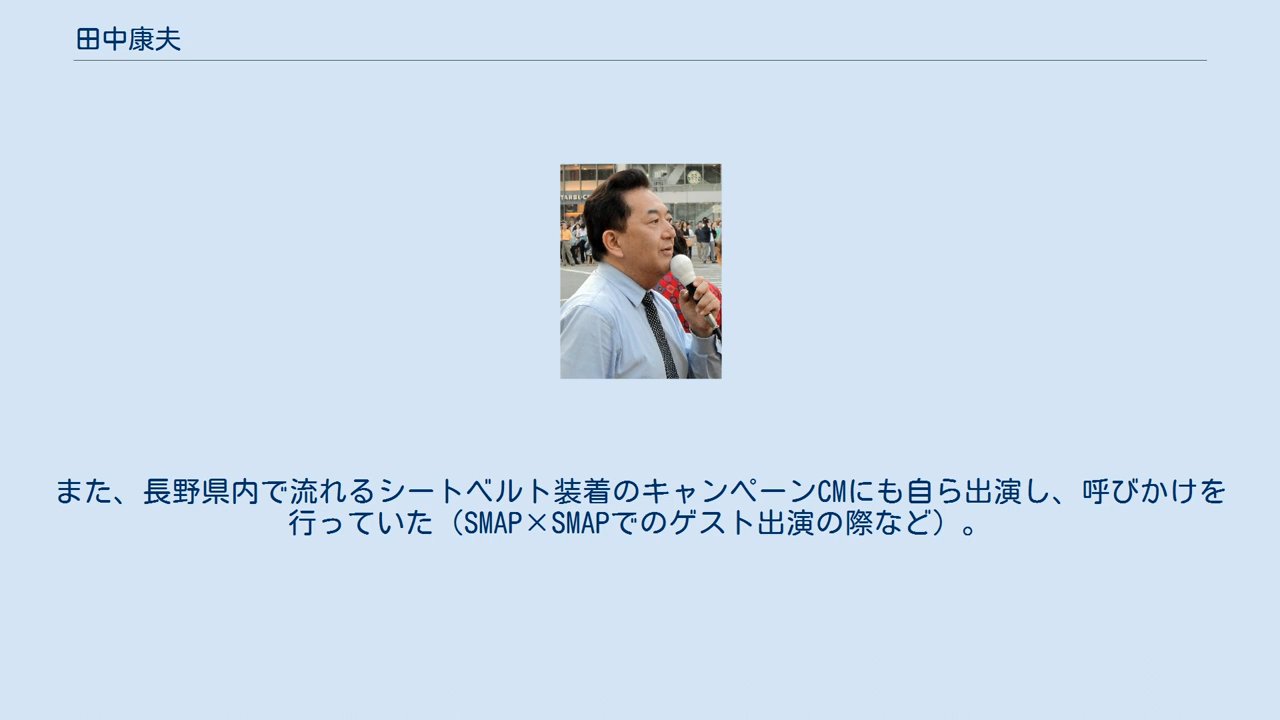 田中康夫
また、長野県内で流れるシートベルト装着のキャンペーンCMにも自ら出演し、呼びかけを
行っていた（SMAP×SMAPでのゲスト出演の際など）。